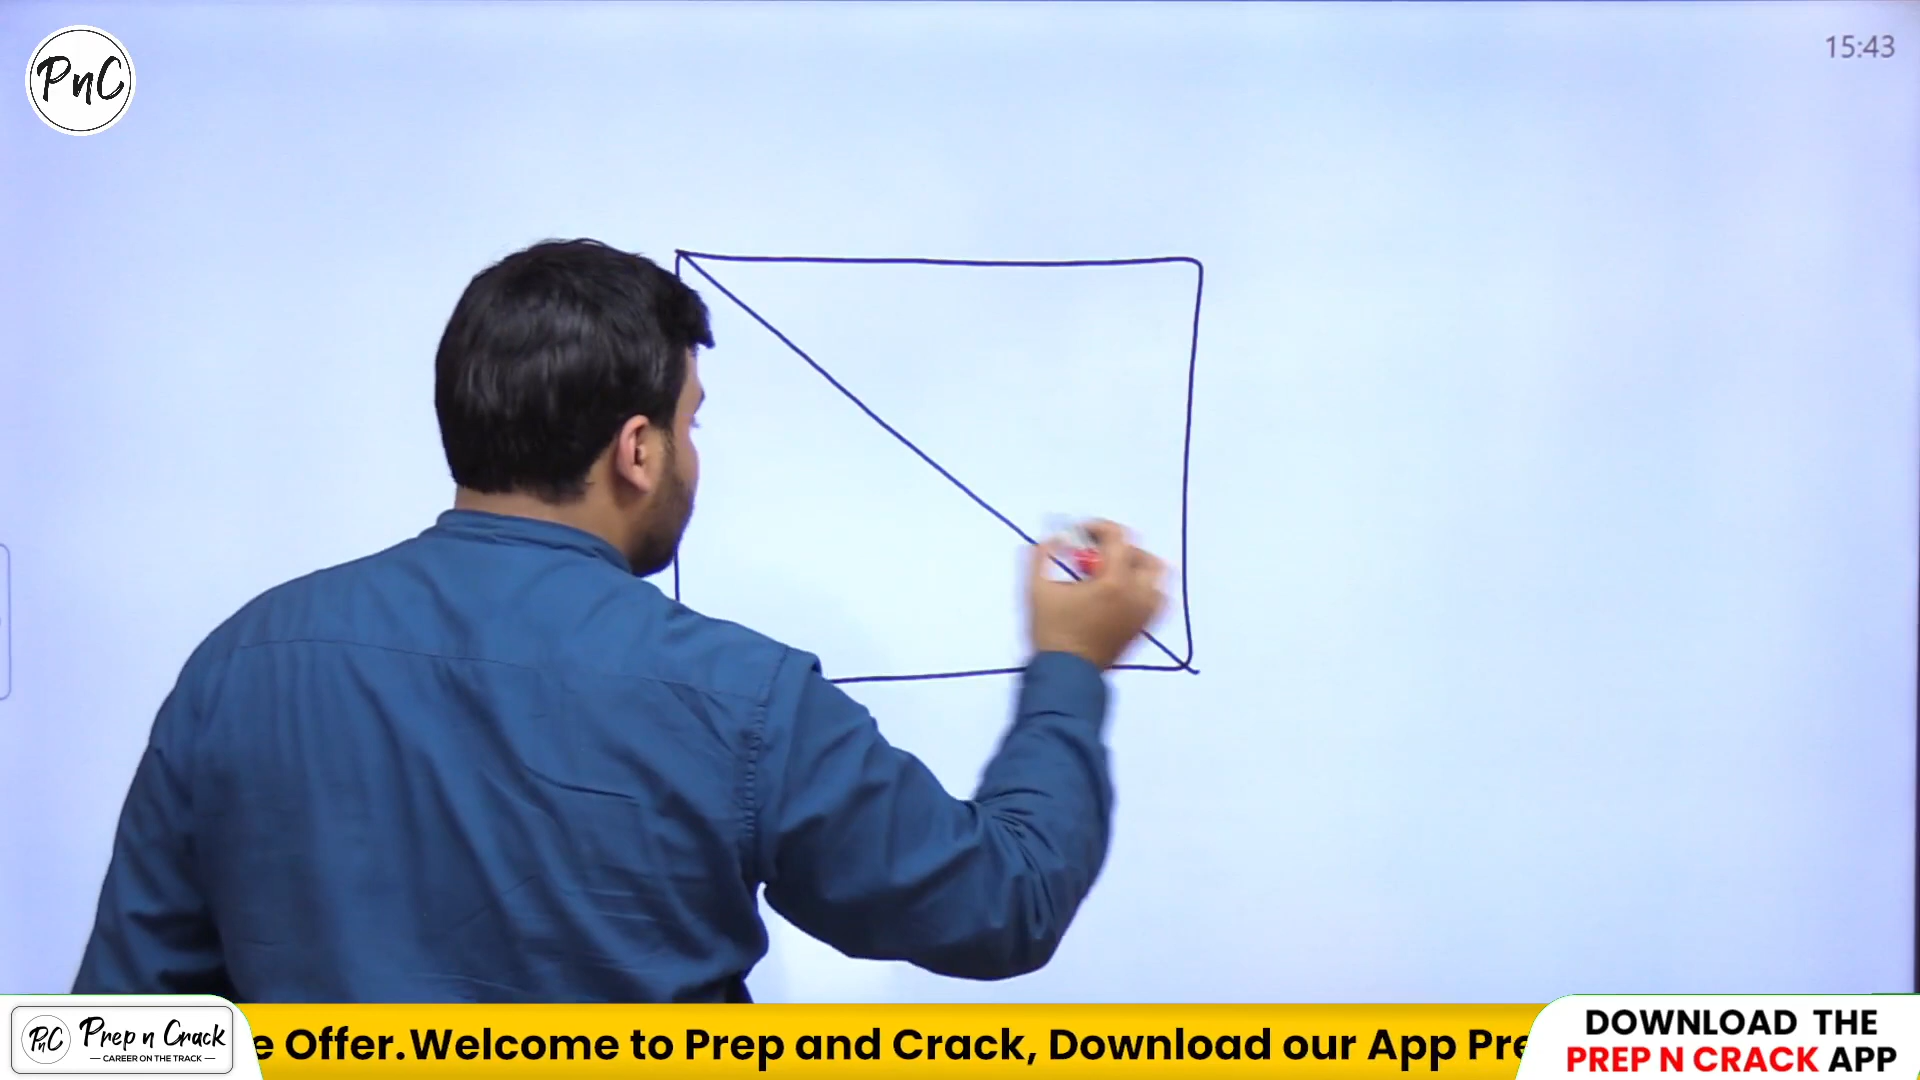 PnC
15:43
PnC Prep n Crack
CAREER ON THE TRACK
e Offer. Welcome to Prep and Crack, Download our App Pre
DOWNLOAD THE
PREP N CRACK APP